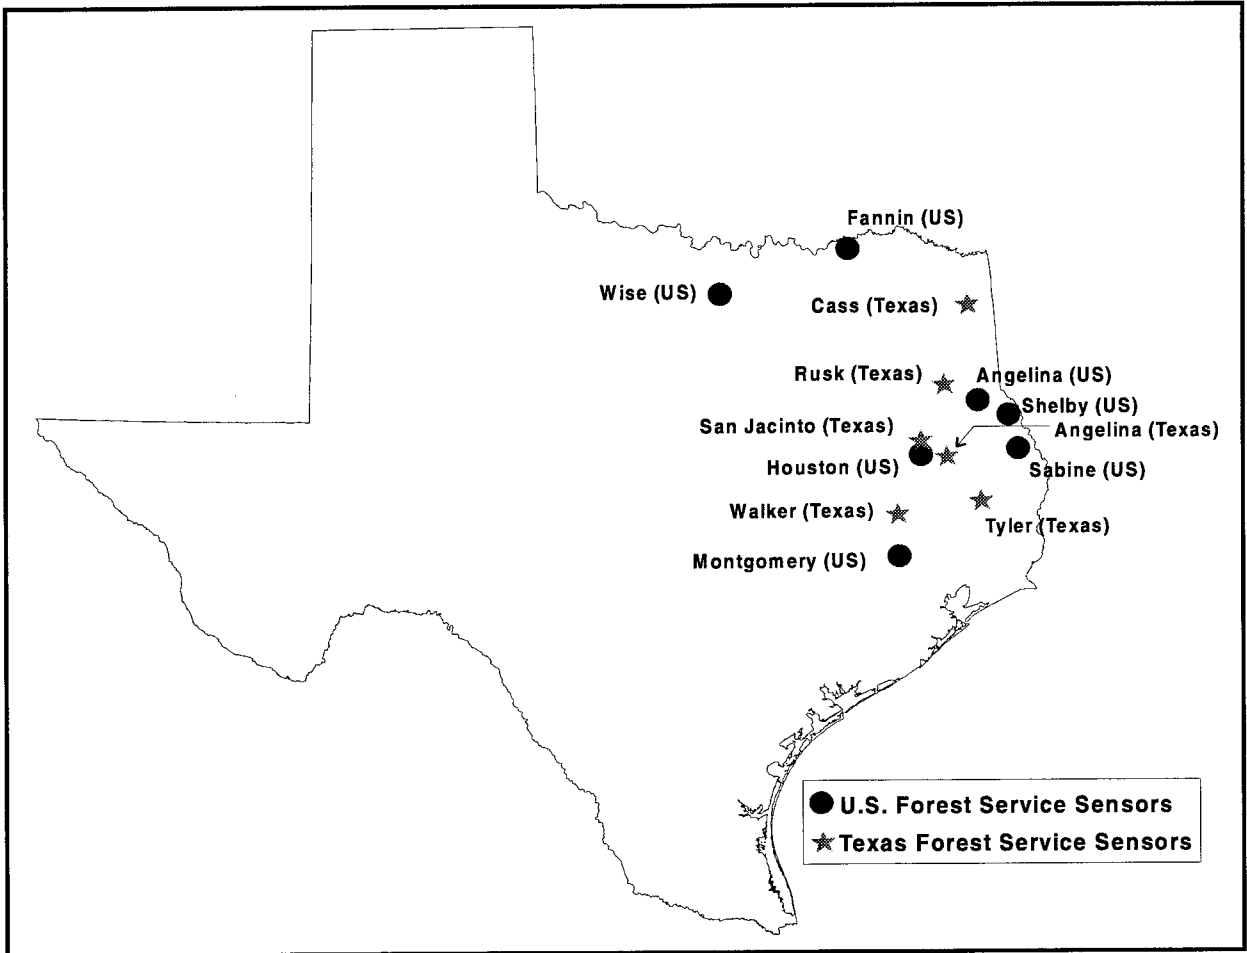 Fannin (US)
Wise (US)
Cass (Texas)
Rusk (Texas)
Angelina (US)
Shelby (US)
San Jacinto (Texas)
Angelina (Texas)
Houston (US)
Sabine (US)
Walker (Texas)
Tyler (Texas)
Montgomery (US)
U.S. Forest Service Sensors
Texas Forest Service Sensors